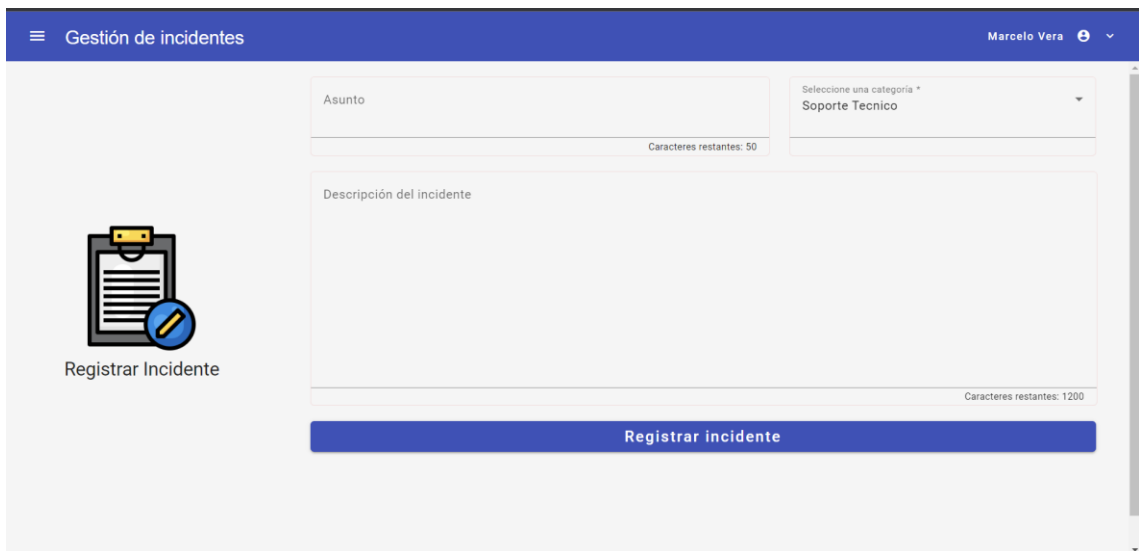 Gestión de incidentes
Marcelo Vera
Asunto
Caracteres restantes: 50
Seleccione una categoría *
Soporte Tecnico
Descripción del incidente
Caracteres restantes: 1200
Registrar Incidente
Registrar incidente